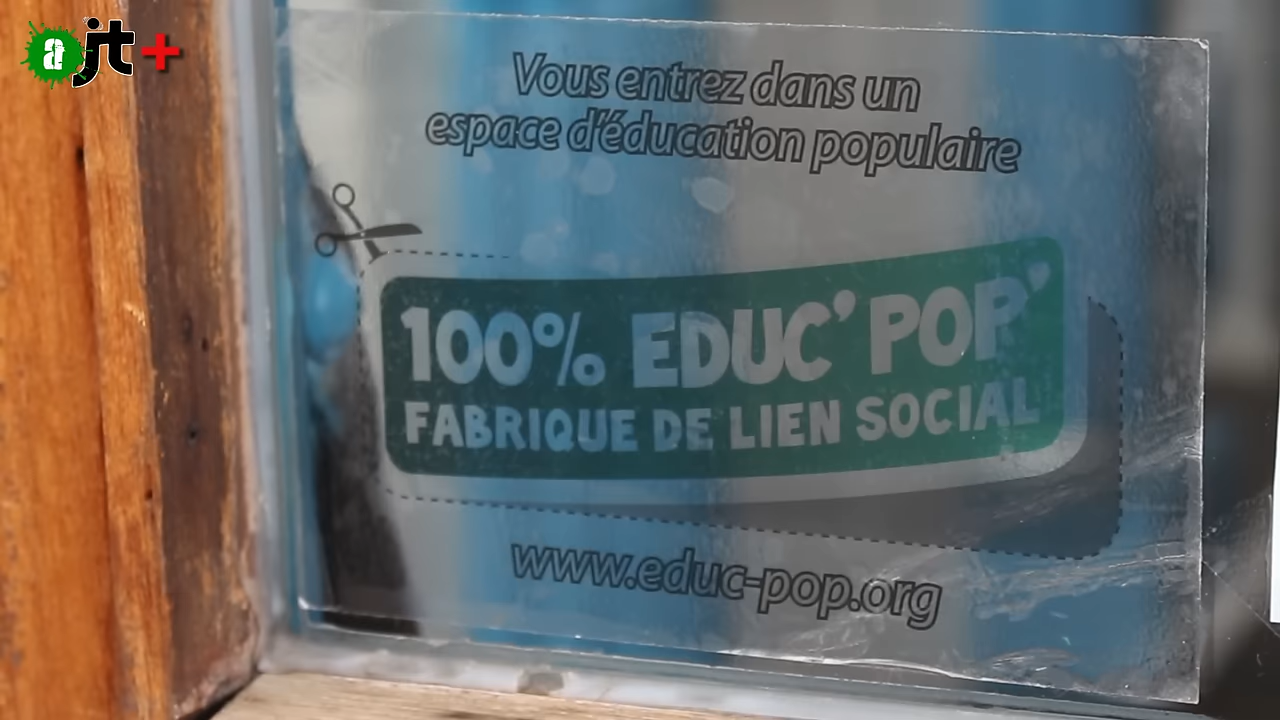 ajt+
Vous entrez dans un
espace d'éducation populaire
100% EDUC' POP'
FABRIQUE DE LIEN SOCIAL
www.educ-pop.org